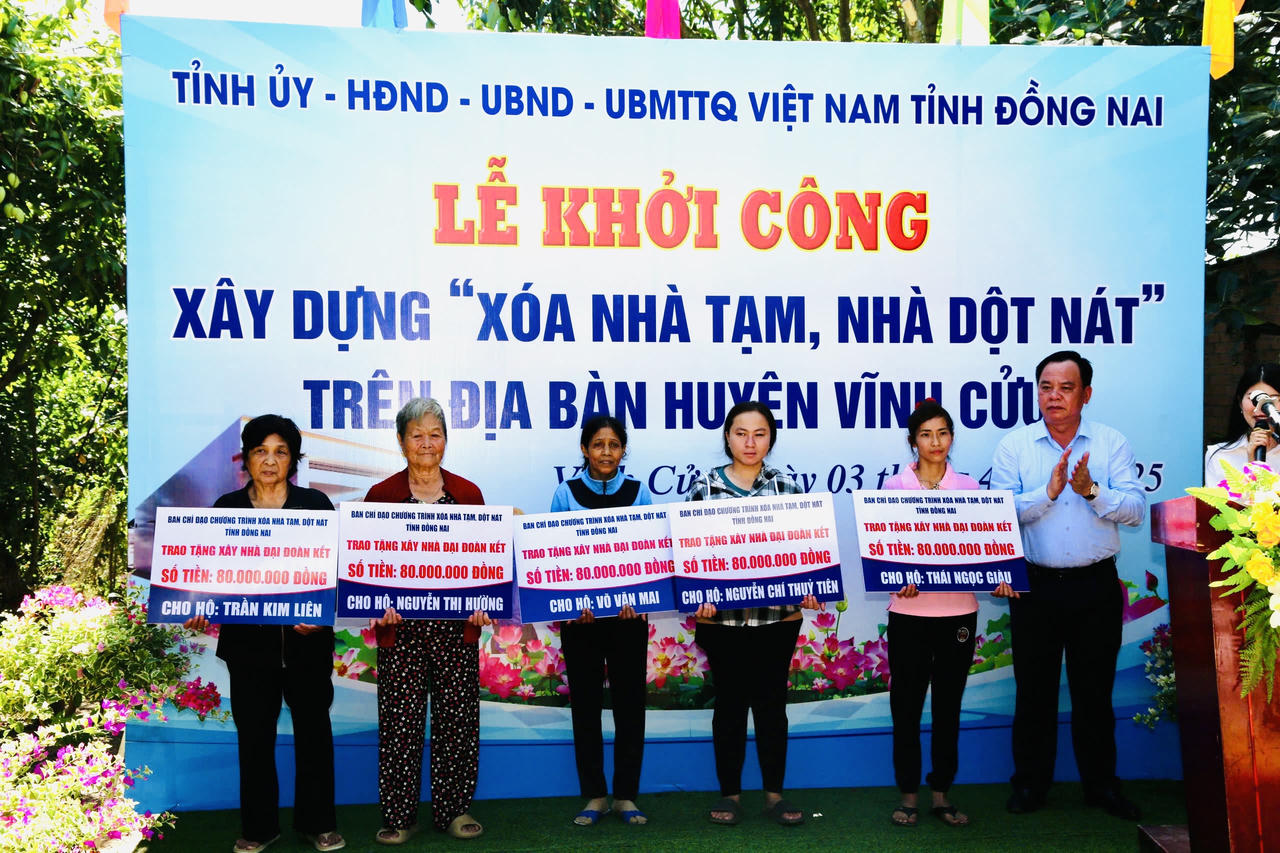 TỈNH ỦY - HĐND - UBND - UBMTTQ VIỆT NAM TỈNH ĐỒNG NAI
LỄ KHỞI CÔNG
XÂY DỰNG “XÓA NHÀ TẠM, NHÀ DỘT NÁT”
TRÊN ĐỊA BÀN HUYỆN VĨNH CỬU
Cửu, ngày 03
BAN CHỈ ĐẠO CHƯƠNG TRÌNH XÓA NHÀ TẠM, DỘT NÁT
TỈNH ĐỒNG NAI
TRAO TẶNG XÂY NHÀ ĐẠI ĐOÀN KẾT
SỐ TIỀN: 80.000.000 ĐỒNG
CHO HỘ: TRẦN KIM LIÊN
BAN CHỈ ĐẠO CHƯƠNG TRÌNH XÓA NHÀ TẠM, DỘT NÁT
TỈNH ĐỒNG NAI
TRAO TẶNG XÂY NHÀ ĐẠI ĐOÀN KẾT
SỐ TIỀN: 80.000.000 ĐỒNG
CHO HỘ: NGUYỄN THỊ HƯỜNG
BAN CHỈ ĐẠO CHƯƠNG TRÌNH XÓA NHÀ TẠM, DỘT NÁT
TỈNH ĐỒNG NAI
TRAO TẶNG XÂY NHÀ ĐẠI ĐOÀN KẾT
SỐ TIỀN: 80.000.000 ĐỒNG
CHO HỘ: VÕ VĂN MAI
BAN CHỈ ĐẠO CHƯƠNG TRÌNH XÓA NHÀ TẠM, DỘT NÁT
TỈNH ĐỒNG NAI
TRAO TẶNG XÂY NHÀ ĐẠI ĐOÀN KẾT
SỐ TIỀN: 80.000.000 ĐỒNG
CHO HỘ: NGUYỄN CHÍ THUỶ TIÊN
BAN CHỈ ĐẠO CHƯƠNG TRÌNH XÓA NHÀ TẠM, DỘT NÁT
TỈNH ĐỒNG NAI
TRAO TẶNG XÂY NHÀ ĐẠI ĐOÀN KẾT
SỐ TIỀN: 80.000.000 ĐỒNG
CHO HỘ: THÁI NGỌC GIÀU